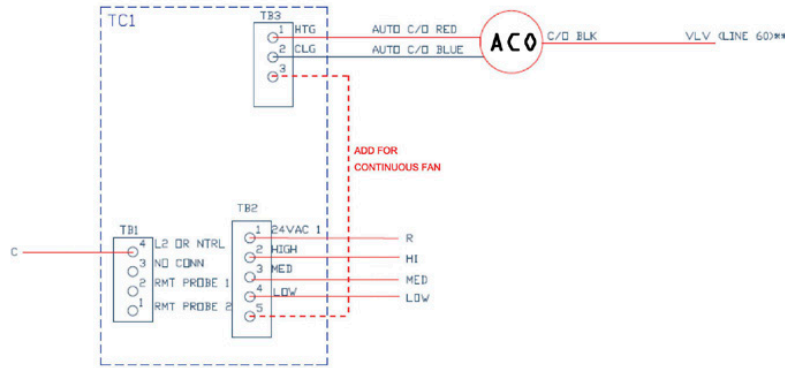 TC1
TB3
1 HTG
2 CLG
3
AUTO C/O RED
AUTO C/O BLUE
ACO
C/O BLK
VLV (LINE 60)**
ADD FOR
CONTINUOUS FAN
TB1
4 L2 OR NTRL
3 NO CONN
2 RMT PROBE 1
1 RMT PROBE 2
C
TB2
1 24VAC 1
2 HIGH
3 MED
4 LOW
5
R
HI
MED
LOW